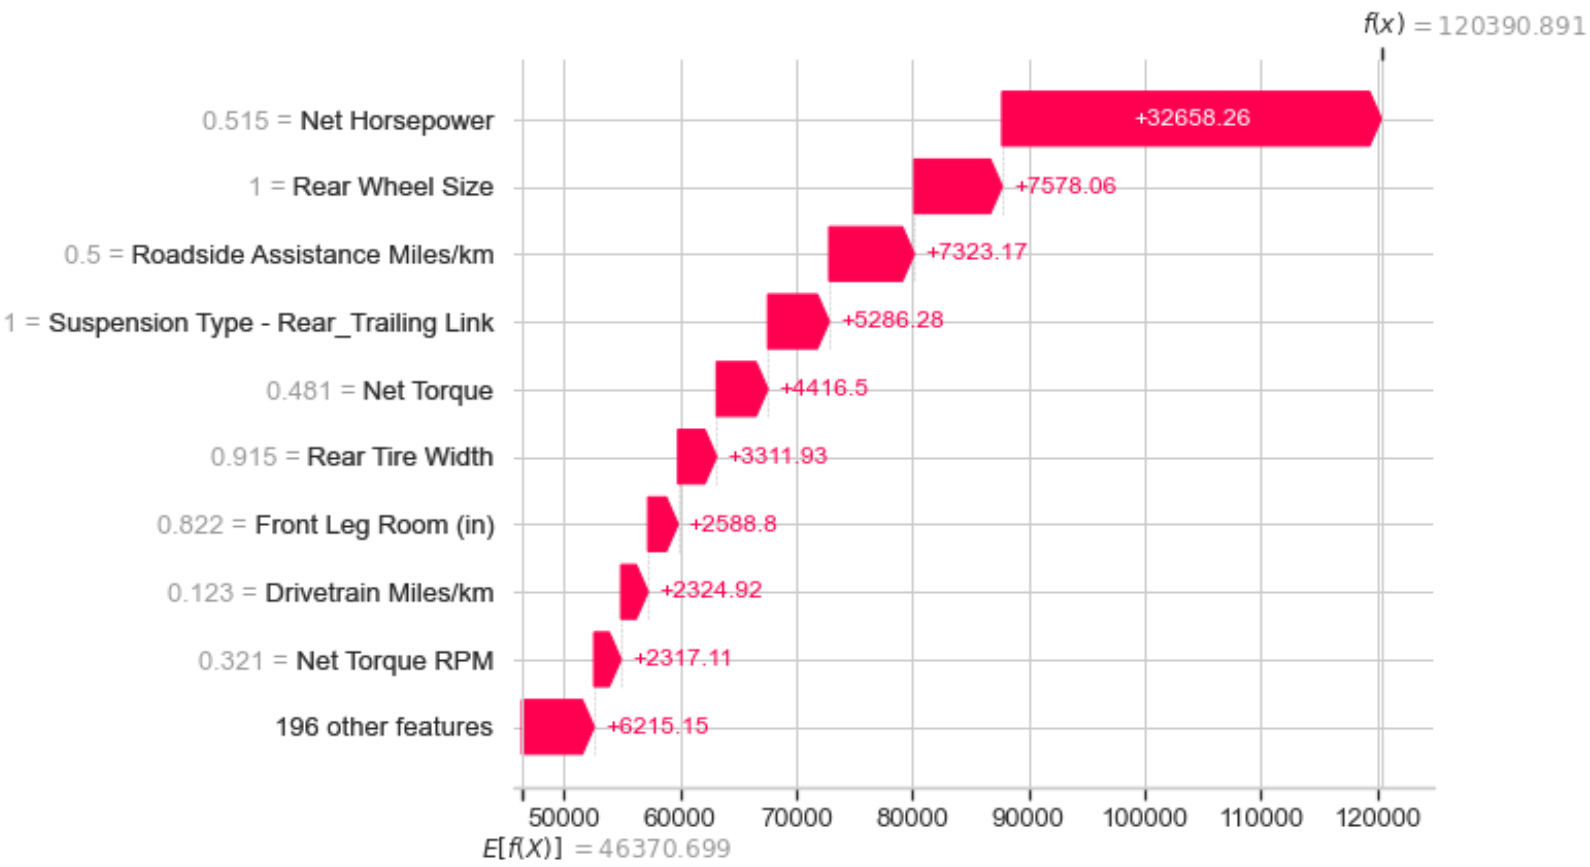 f(x) = 120390.891
0.515 = Net Horsepower +32658.26
1 = Rear Wheel Size +7578.06
0.5 = Roadside Assistance Miles/km +7323.17
1 = Suspension Type - Rear_Trailing Link +5286.28
0.481 = Net Torque +4416.5
0.915 = Rear Tire Width +3311.93
0.822 = Front Leg Room (in) +2588.8
0.123 = Drivetrain Miles/km +2324.92
0.321 = Net Torque RPM +2317.11
196 other features +6215.15
50000 60000 70000 80000 90000 100000 110000 120000
E[f(X)] = 46370.699